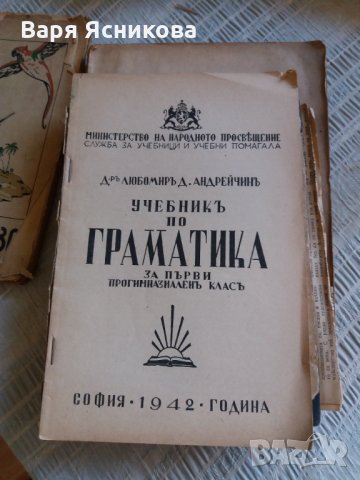 Варя Ясникова
МИНИСТЕРСТВО НА НАРОДНОТО ПРОСВѢЩЕНИЕ
СЛУЖБА ЗА УЧЕБНИЦИ И УЧЕБНИ ПОМАГАЛА
Д-РЪ ЛЮБОМИРЪ Д. АНДРЕЙЧИНЪ
УЧЕБНИКЪ
ПО
ГРАМАТИКА
ЗА ПЪРВИ
ПРОГИМНАЗИАЛЕНЪ КЛАСЪ
СОФИЯ · 1942 · ГОДИНА
BAZAR